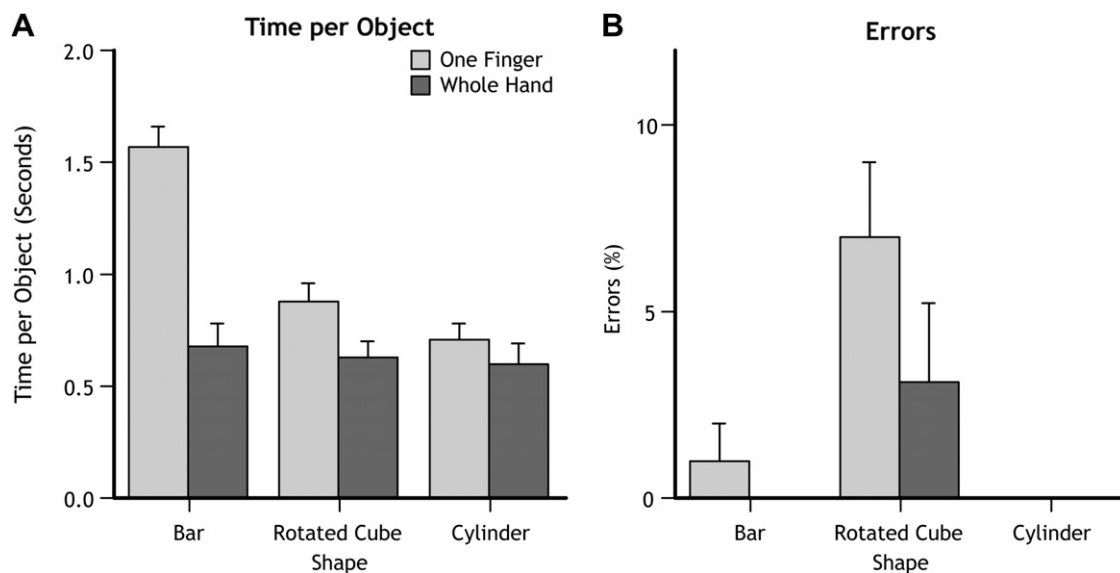 A
Time per Object
One Finger
Whole Hand
Time per Object (Seconds)
2.0
1.5
1.0
0.5
0.0
Bar
Rotated Cube
Cylinder
Shape
B
Errors
Errors (%)
10
5
0
Bar
Rotated Cube
Cylinder
Shape